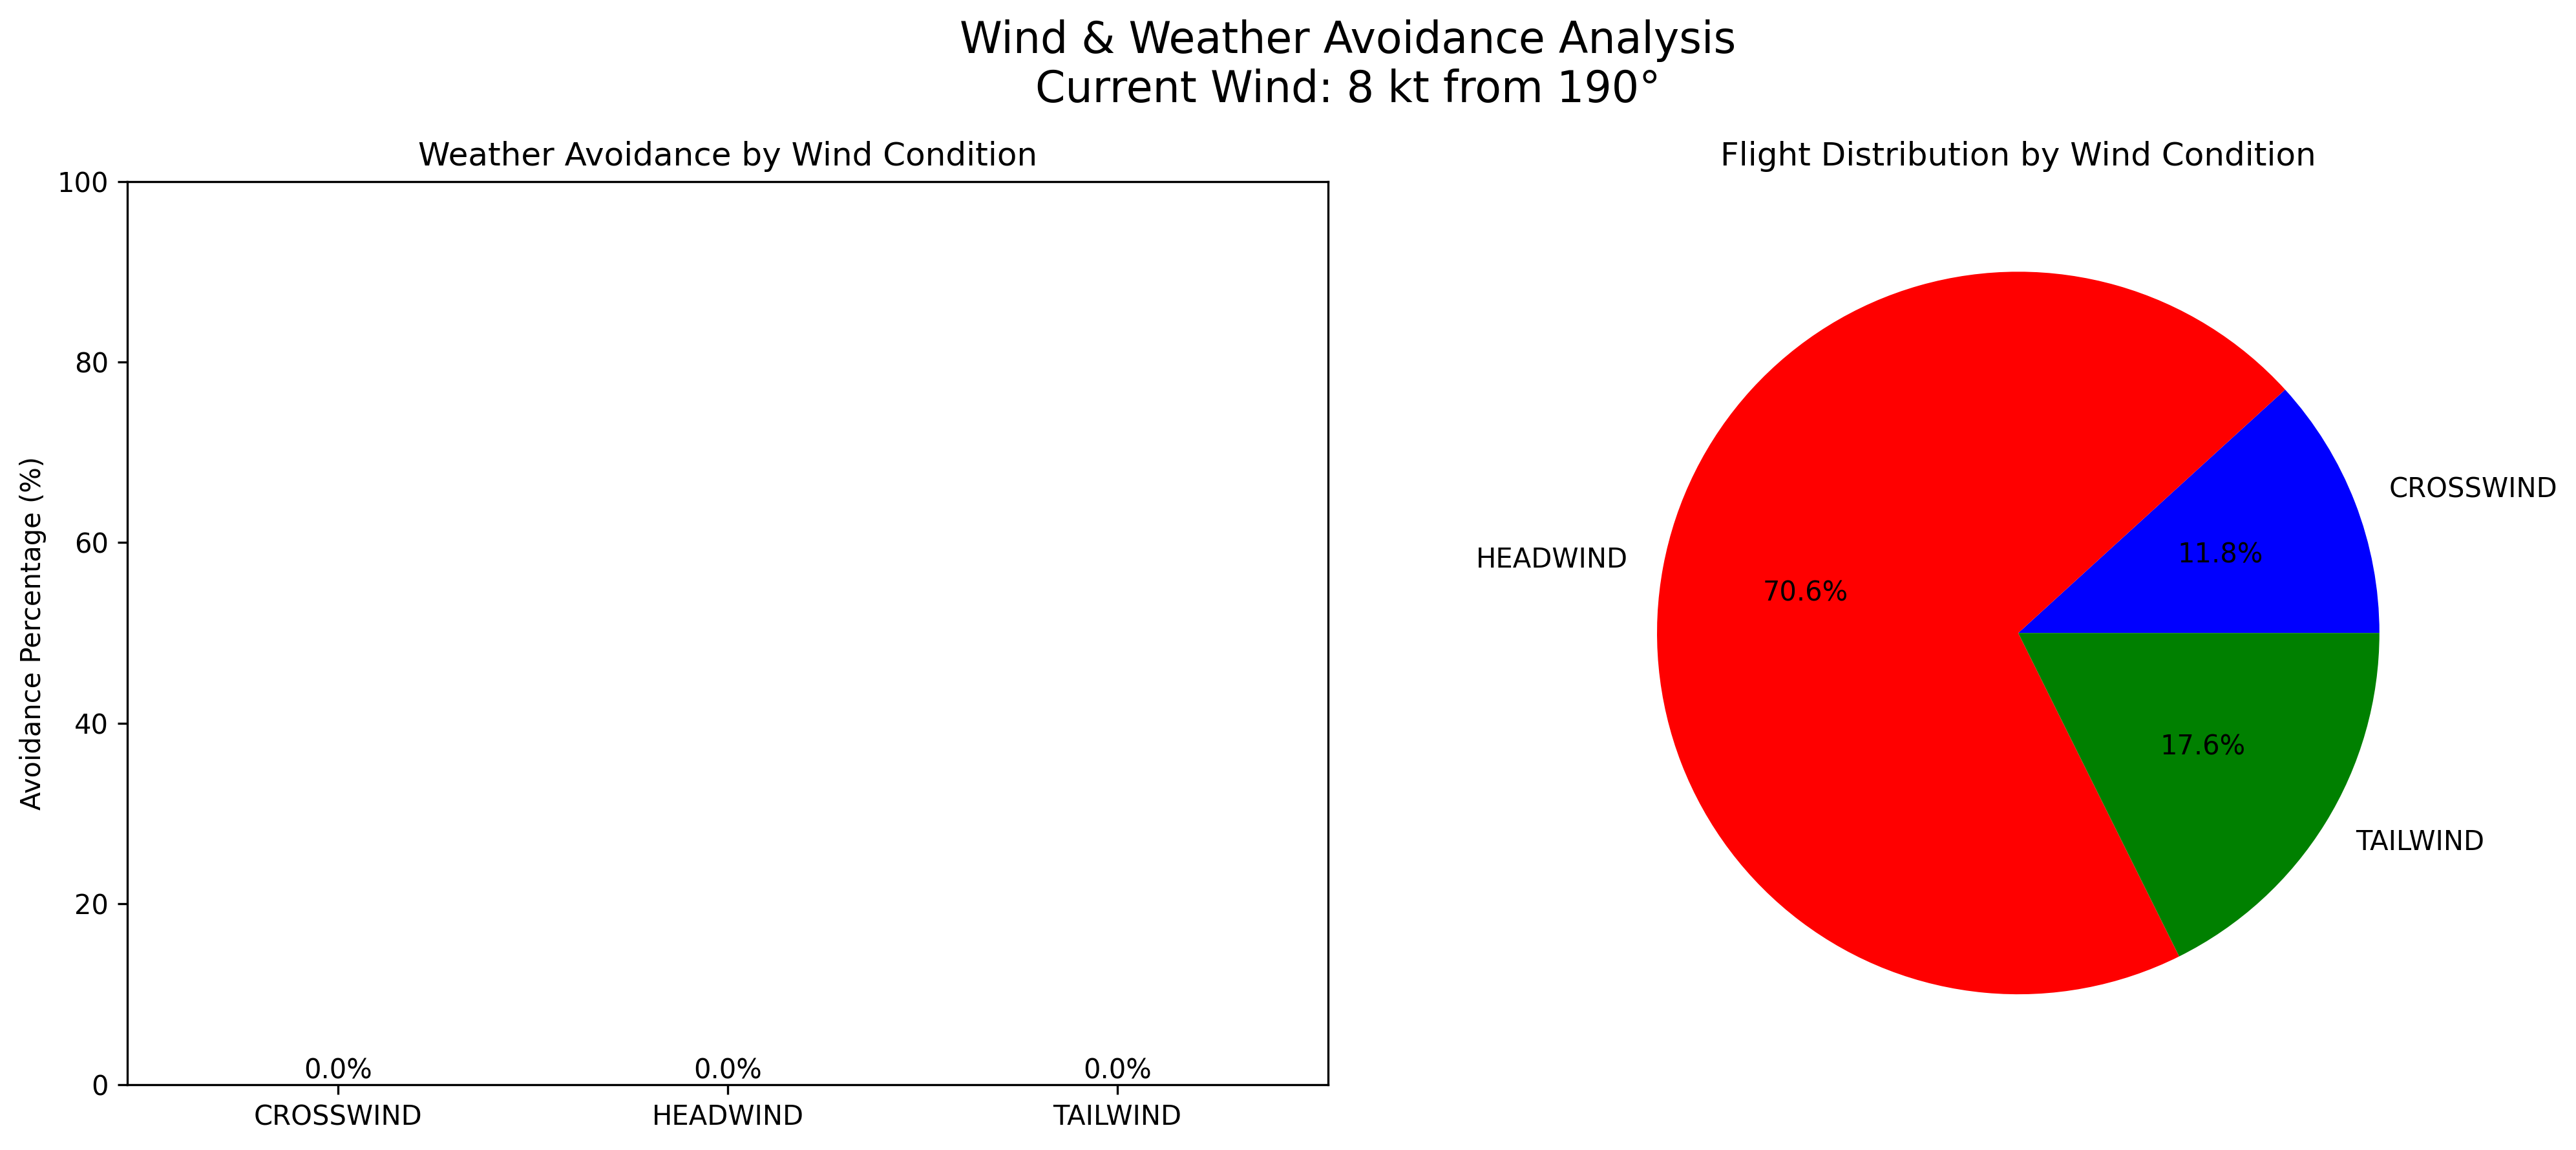 Wind & Weather Avoidance Analysis
Current Wind: 8 kt from 190°
Weather Avoidance by Wind Condition
100
80
60
40
20
0
Avoidance Percentage (%)
0.0%
0.0%
0.0%
CROSSWIND
HEADWIND
TAILWIND
Flight Distribution by Wind Condition
CROSSWIND
11.8%
HEADWIND
70.6%
17.6%
TAILWIND